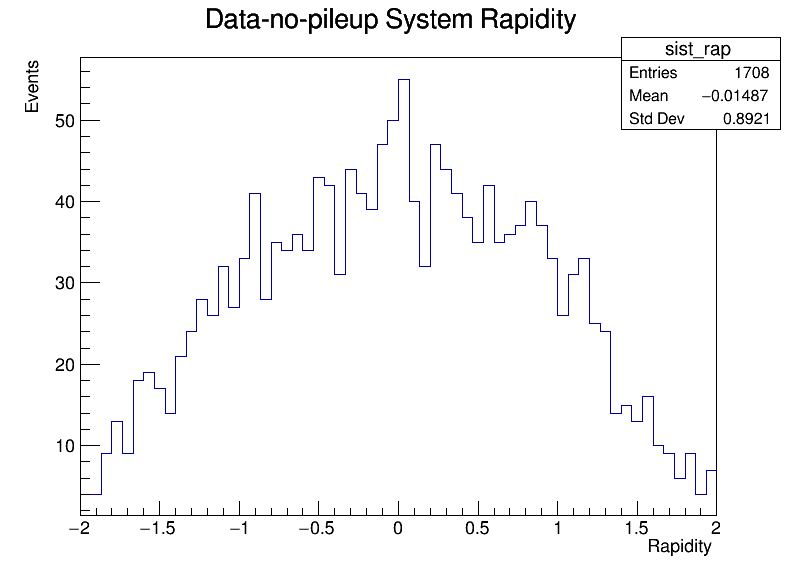 Data-no-pileup System Rapidity
sist_rap
Entries 1708
Mean −0.01487
Std Dev 0.8921
Events
50
40
30
20
10
−2 −1.5 −1 −0.5 0 0.5 1 1.5 2
Rapidity